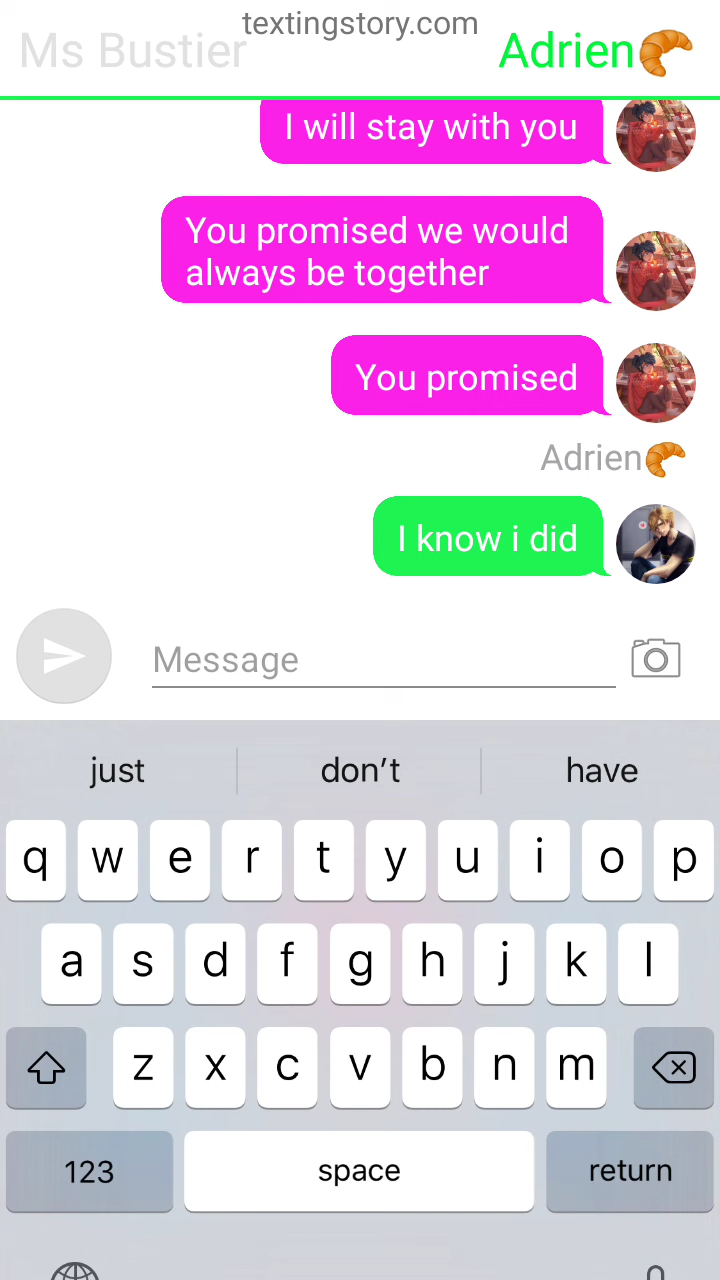 textingstory.com
Ms Bustier
Adrien🥐
I will stay with you
You promised we would
always be together
You promised
Adrien🥐
I know i did
Message
just don't have
q w e r t y u i o p
a s d f g h j k l
z x c v b n m
123 space return